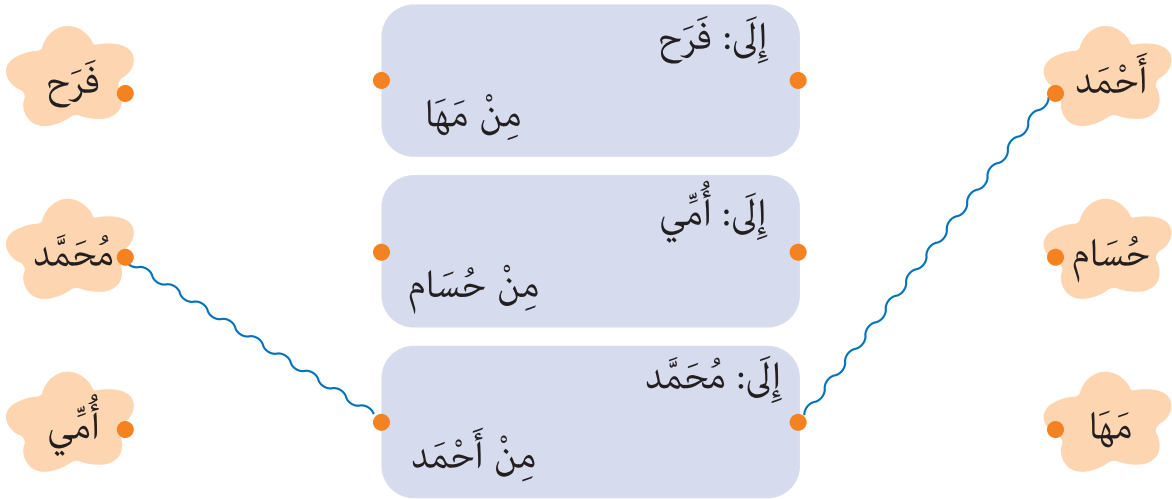 أَحْمَد
حُسَام
مَهَا
إِلَى: فَرَح
مِنْ مَهَا
إِلَى: أُمِّي
مِنْ حُسَام
إِلَى: مُحَمَّد
مِنْ أَحْمَد
فَرَح
مُحَمَّد
أُمِّي